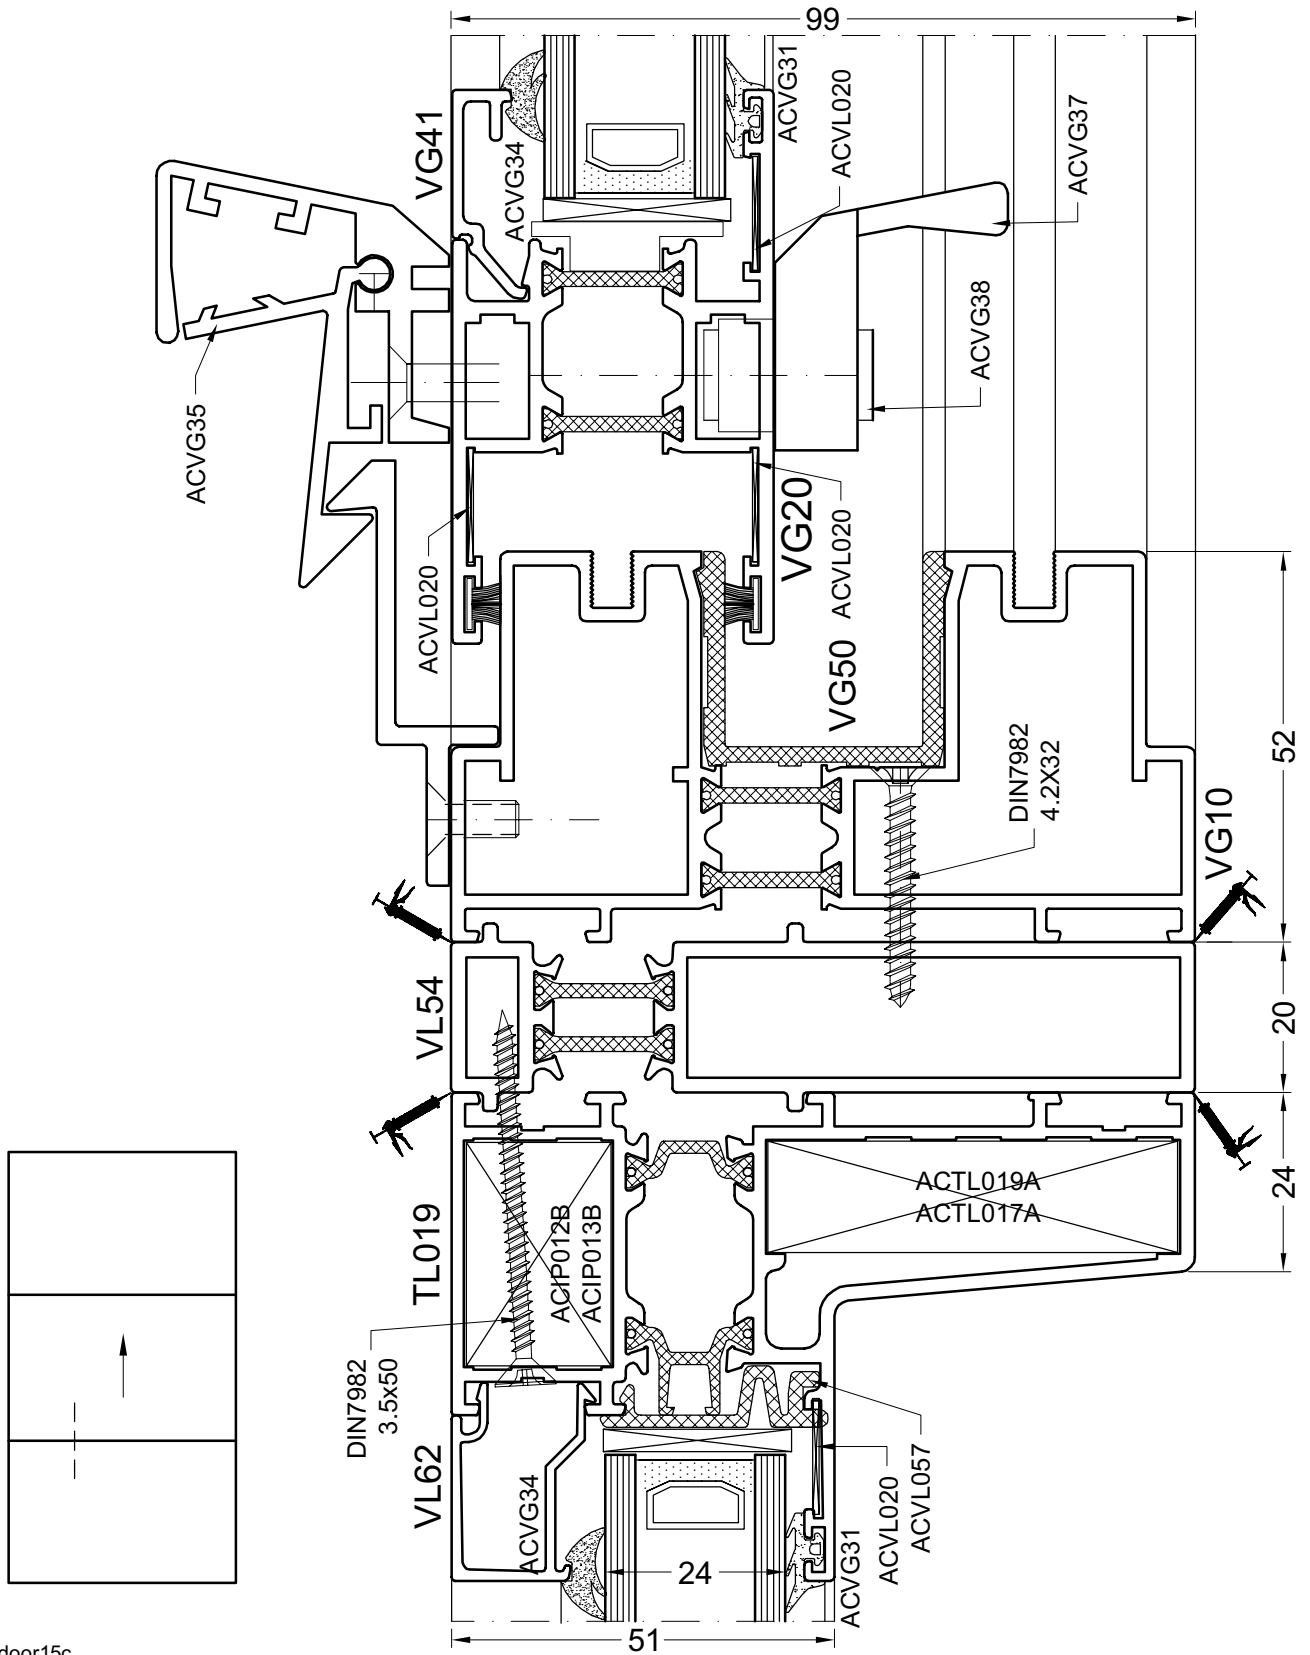 99
VG41
ACVG34
ACVG31
ACVL020
ACVG37
ACVG35
ACVG38
ACVL020
VG20
ACVL020
VG50
DIN7982
4.2X32
52
VG10
VL54
20
TL019
ACIP012B
ACIP013B
ACTL019A
ACTL017A
24
DIN7982
3.5x50
VL62
ACVG34
24
ACVG31
ACVL020
ACVL057
51
door15c